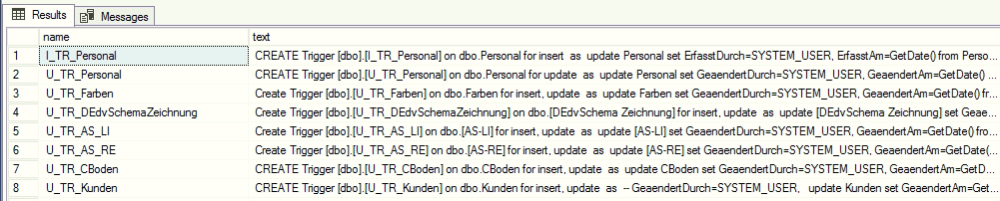 Results Messages
name text
1 I_TR_Personal CREATE Trigger [dbo].[I_TR_Personal] on dbo.Personal for insert as update Personal set ErfasstDurch=SYSTEM_USER, ErfasstAm=GetDate() from Perso...
2 U_TR_Personal CREATE Trigger [dbo].[U_TR_Personal] on dbo.Personal for update as update Personal set GeaendertDurch=SYSTEM_USER, GeaendertAm=GetDate() ...
3 U_TR_Farben Create Trigger [dbo].[U_TR_Farben] on dbo.Farben for insert, update as update Farben set GeaendertDurch=SYSTEM_USER, GeaendertAm=GetDate() fr...
4 U_TR_DEdvSchemaZeichnung Create Trigger [dbo].[U_TR_DEdvSchemaZeichnung] on dbo.[DEdv Schema Zeichnung] for insert, update as update [DEdv Schema Zeichnung] set Geae...
5 U_TR_AS_LI Create Trigger [dbo].[U_TR_AS_LI] on dbo.[AS-LI] for insert, update as update [AS-LI] set GeaendertDurch=SYSTEM_USER, GeaendertAm=GetDate() fro...
6 U_TR_AS_RE Create Trigger [dbo].[U_TR_AS_RE] on dbo.[AS-RE] for insert, update as update [AS-RE] set GeaendertDurch=SYSTEM_USER, GeaendertAm=GetDate(...
7 U_TR_CBoden CREATE Trigger [dbo].[U_TR_CBoden] on dbo.CBoden for insert, update as update CBoden set GeaendertDurch=SYSTEM_USER, GeaendertAm=GetD...
8 U_TR_Kunden CREATE Trigger [dbo].[U_TR_Kunden] on dbo.Kunden for insert, update as -- GeaendertDurch=SYSTEM_USER, update Kunden set GeaendertAm=Get...